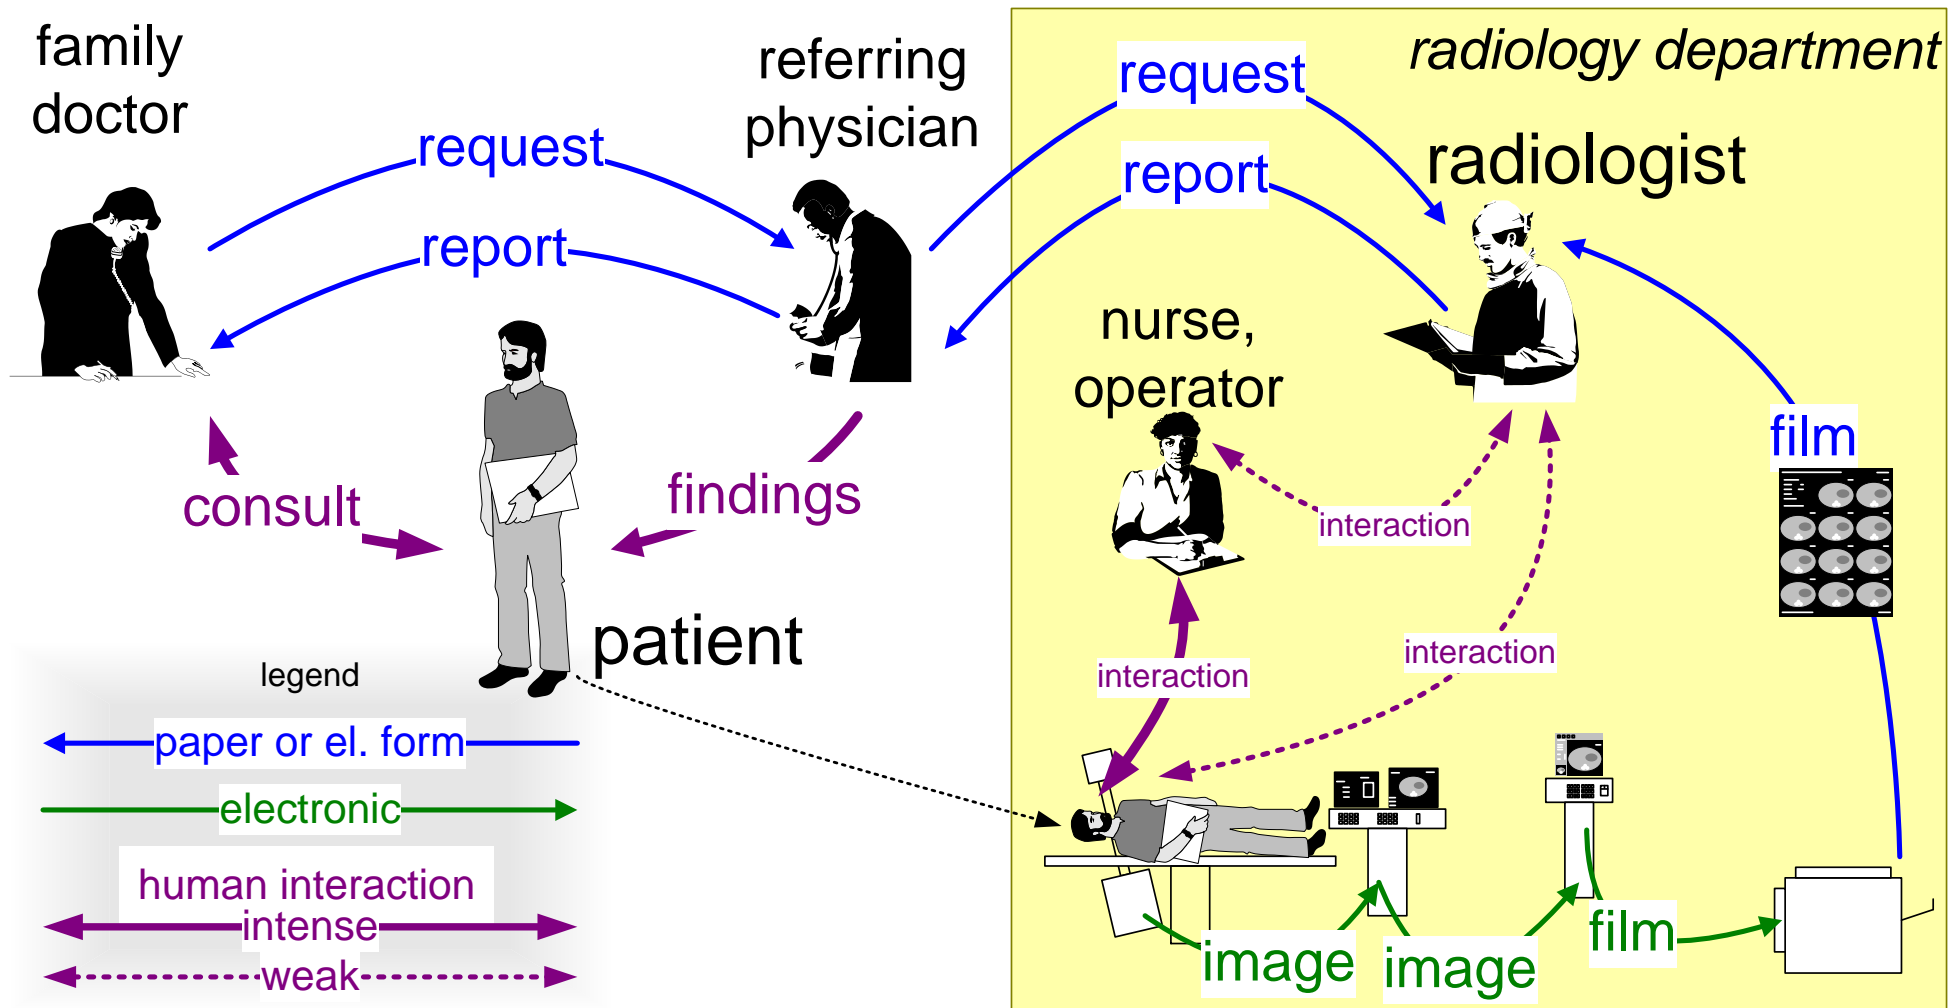 family
doctor
referring
physician
radiology department
request
report
request
report
radiologist
nurse,
operator
film
consult
findings
interaction
interaction
interaction
patient
legend
paper or el. form
electronic
human interaction
intense
weak
image
image
film